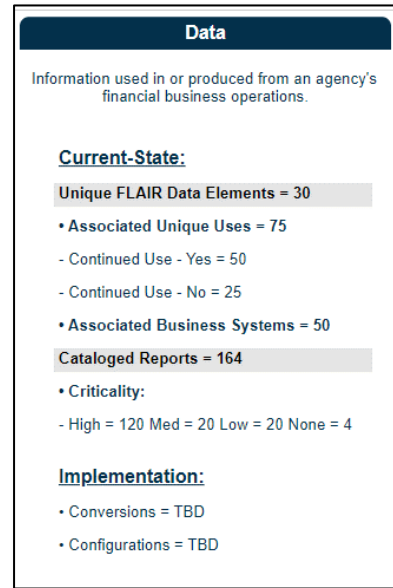 Data
Information used in or produced from an agency's
financial business operations.
Current-State:
Unique FLAIR Data Elements = 30
• Associated Unique Uses = 75
- Continued Use - Yes = 50
- Continued Use - No = 25
• Associated Business Systems = 50
Cataloged Reports = 164
• Criticality:
- High = 120 Med = 20 Low = 20 None = 4
Implementation:
• Conversions = TBD
• Configurations = TBD